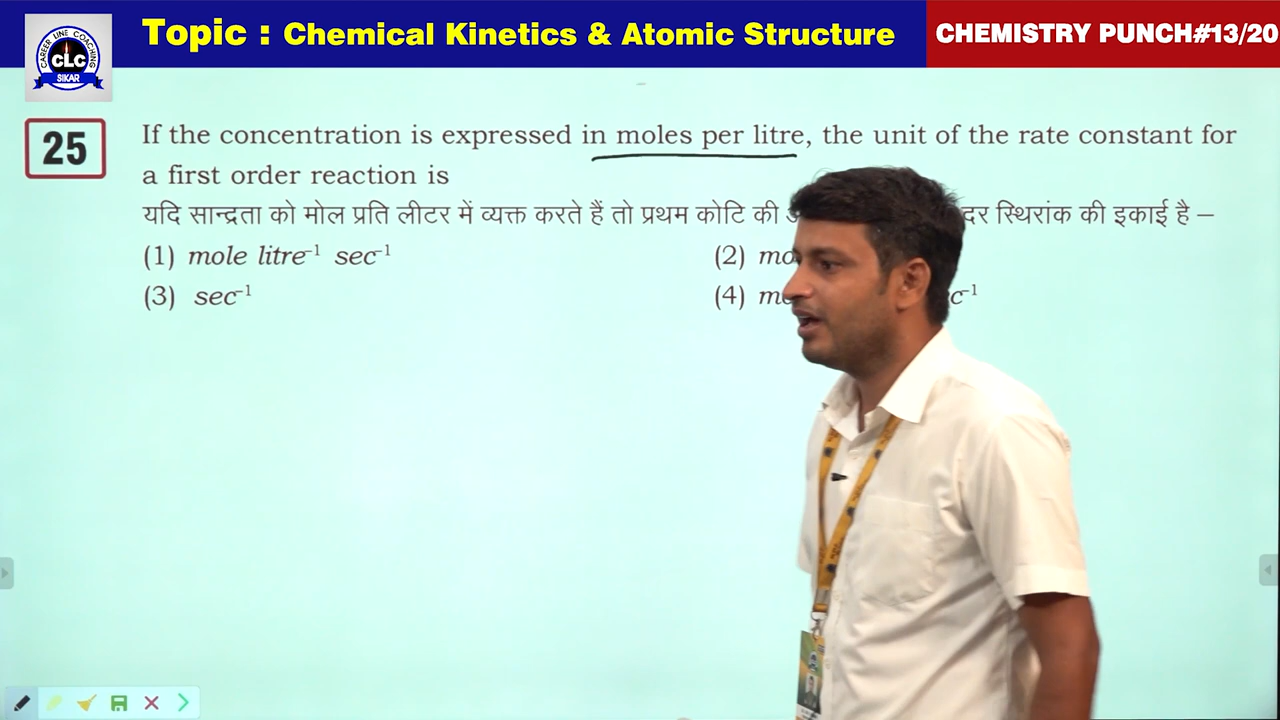 Topic : Chemical Kinetics & Atomic Structure
CHEMISTRY PUNCH#13/20
CAREER LINE COACHING
CLC
SIKAR
25
If the concentration is expressed in moles per litre, the unit of the rate constant for
a first order reaction is
यदि सान्द्रता को मोल प्रति लीटर में व्यक्त करते हैं तो प्रथम कोटि की दर स्थिरांक की इकाई है –
(1) mole litre⁻¹ sec⁻¹
(2)
(3) sec⁻¹
(4)